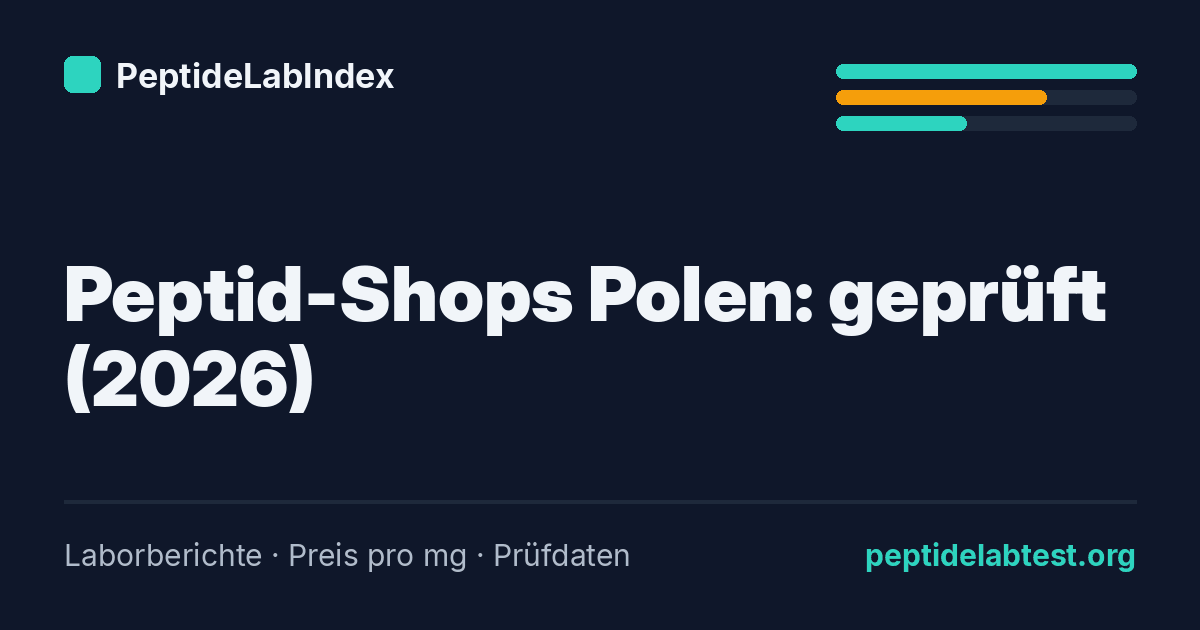 PeptideLabIndex
Peptid-Shops Polen: geprüft
(2026)
Laborberichte · Preis pro mg · Prüfdaten
peptidelabtest.org